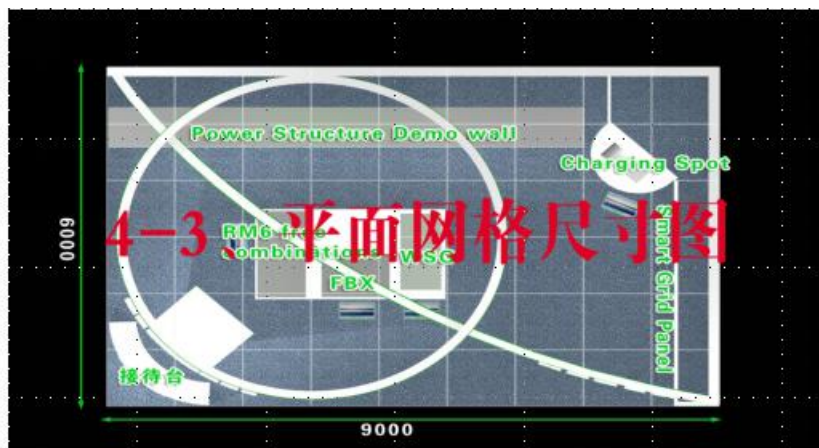 Power Structure Demo wall
Charging Spot
4-3、平面网格尺寸图
RM6 free
combinations
WSG
FBX
Smart Grid Panel
接待台
6000
9000